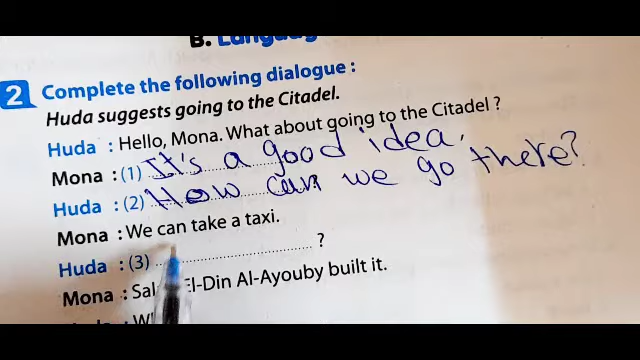 B. Language
2 Complete the following dialogue :
Huda suggests going to the Citadel.
Huda : Hello, Mona. What about going to the Citadel ?
Mona : (1) It's a good idea.
Huda : (2) How can we go there?
Mona : We can take a taxi.
Huda : (3) .................... ?
Mona : Sal El-Din Al-Ayouby built it.